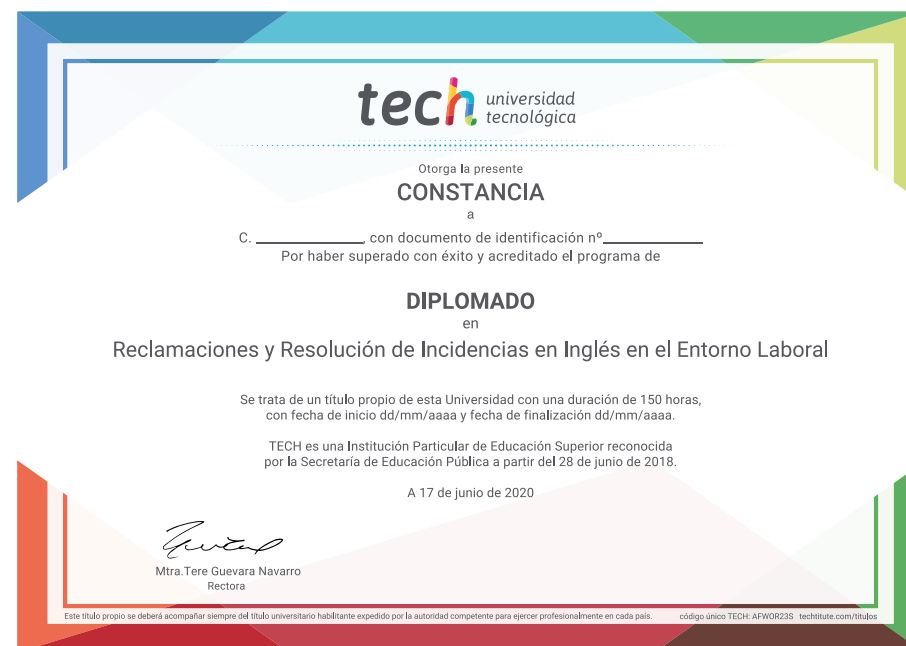 tech universidad
tecnológica
Otorga la presente
CONSTANCIA
a
C. ____________, con documento de identificación nº____________
Por haber superado con éxito y acreditado el programa de
DIPLOMADO
en
Reclamaciones y Resolución de Incidencias en Inglés en el Entorno Laboral
Se trata de un título propio de esta Universidad con una duración de 150 horas,
con fecha de inicio dd/mm/aaaa y fecha de finalización dd/mm/aaaa.
TECH es una Institución Particular de Educación Superior reconocida
por la Secretaría de Educación Pública a partir del 28 de junio de 2018.
A 17 de junio de 2020
Mtra.Tere Guevara Navarro
Rectora
Este título propio se deberá acompañar siempre del título universitario habilitante expedido por la autoridad competente para ejercer profesionalmente en cada país. código único TECH: AFWOR23S techtitute.com/titulos